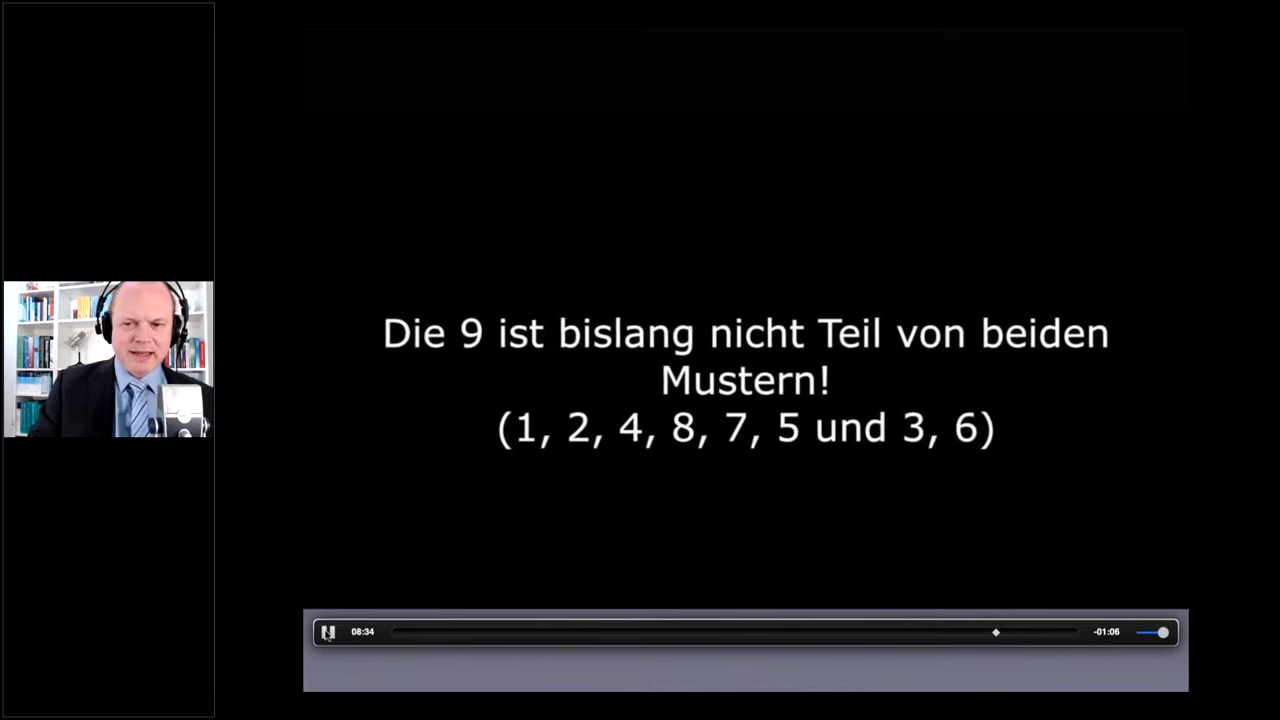 Die 9 ist bislang nicht Teil von beiden
Mustern!
(1, 2, 4, 8, 7, 5 und 3, 6)
08:34
-01:06